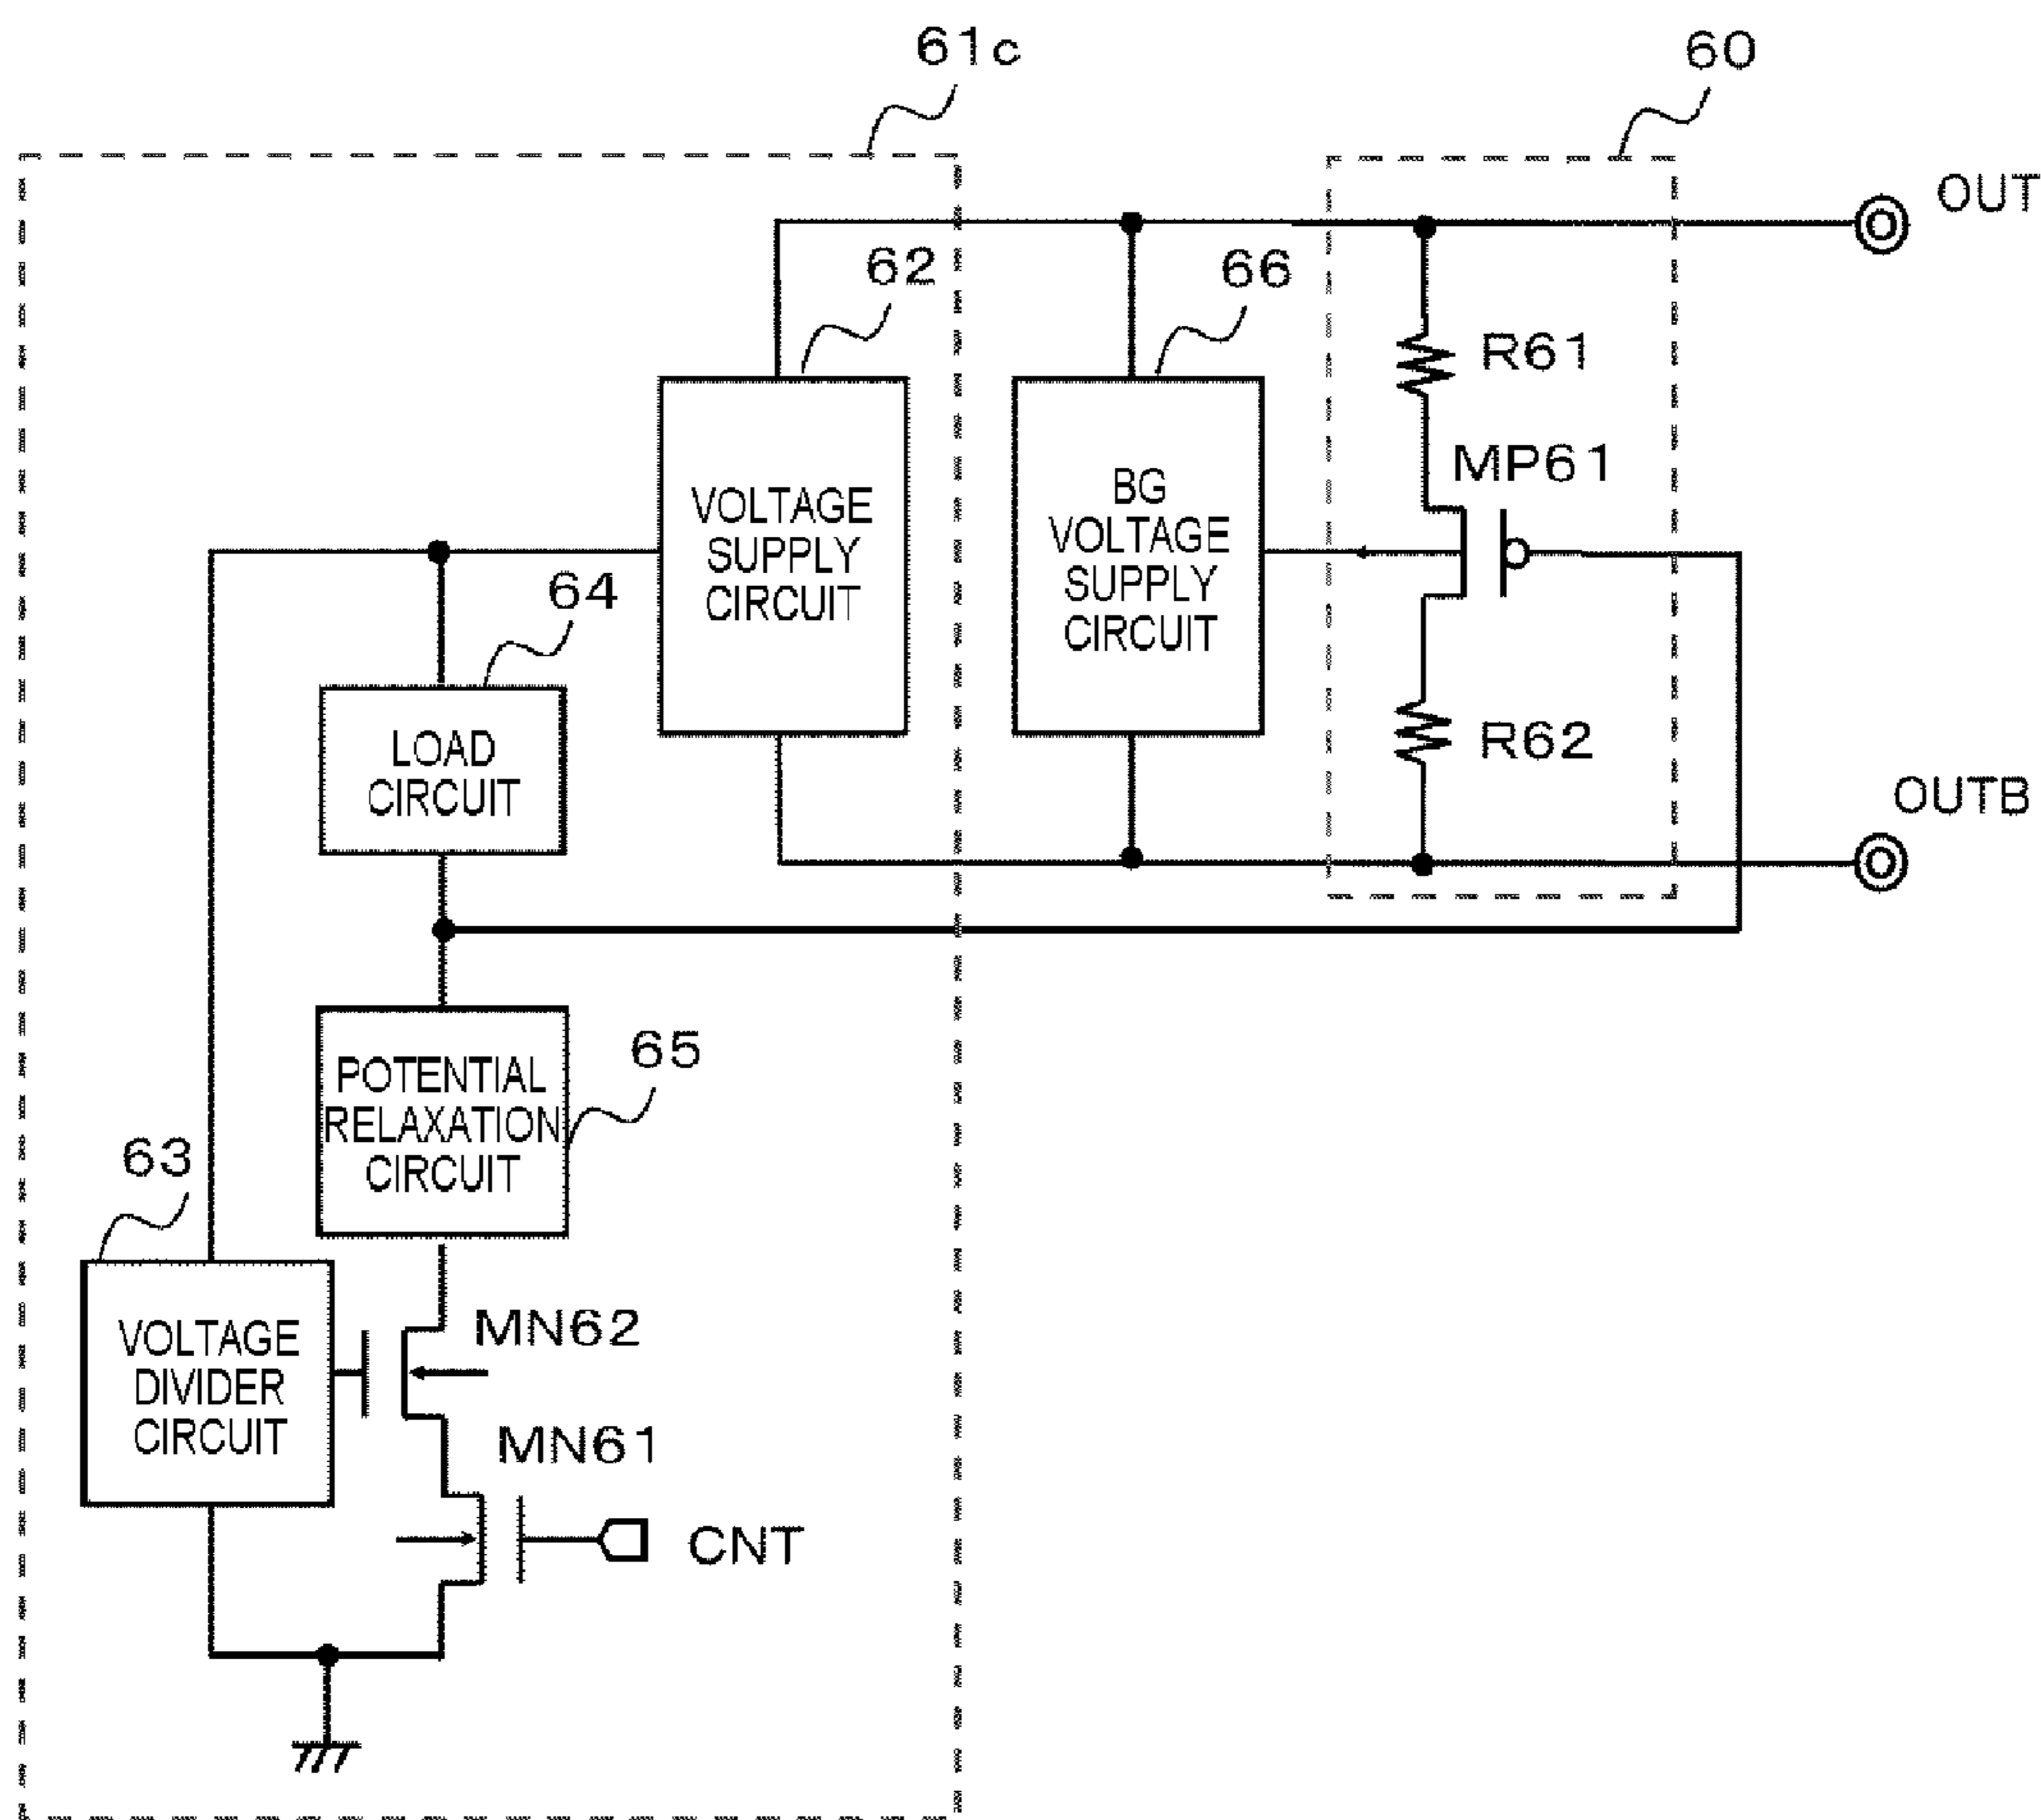 61c
60
OUT
62
66
R61
MP61
VOLTAGE
SUPPLY
CIRCUIT
BG
VOLTAGE
SUPPLY
CIRCUIT
64
LOAD
CIRCUIT
R62
OUTB
POTENTIAL
RELAXATION
CIRCUIT
65
63
VOLTAGE
DIVIDER
CIRCUIT
MN62
MN61
CNT